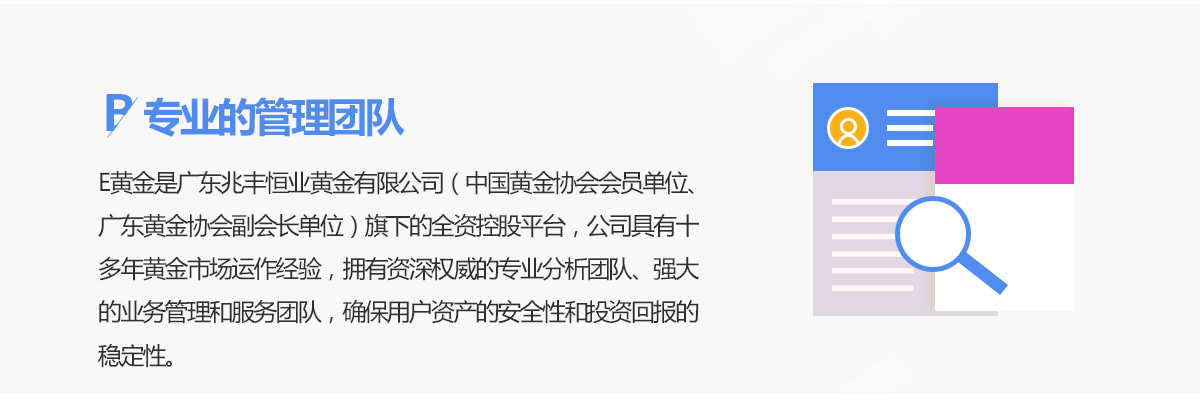 专业的管理团队
E黄金是广东兆丰恒业黄金有限公司（中国黄金协会会员单位、
广东黄金协会副会长单位）旗下的全资控股平台，公司具有十
多年黄金市场运作经验，拥有资深权威的专业分析团队、强大
的业务管理和服务团队，确保用户资产的安全性和投资回报的
稳定性。